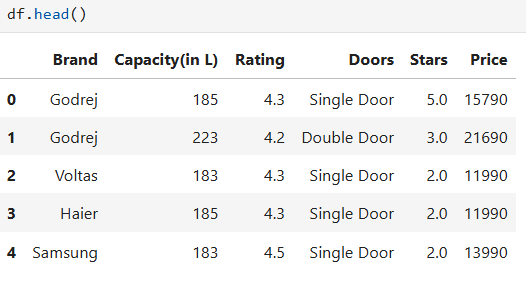 df.head()
Brand Capacity(in L) Rating Doors Stars Price
0 Godrej 185 4.3 Single Door 5.0 15790
1 Godrej 223 4.2 Double Door 3.0 21690
2 Voltas 183 4.3 Single Door 2.0 11990
3 Haier 185 4.3 Single Door 2.0 11990
4 Samsung 183 4.5 Single Door 2.0 13990